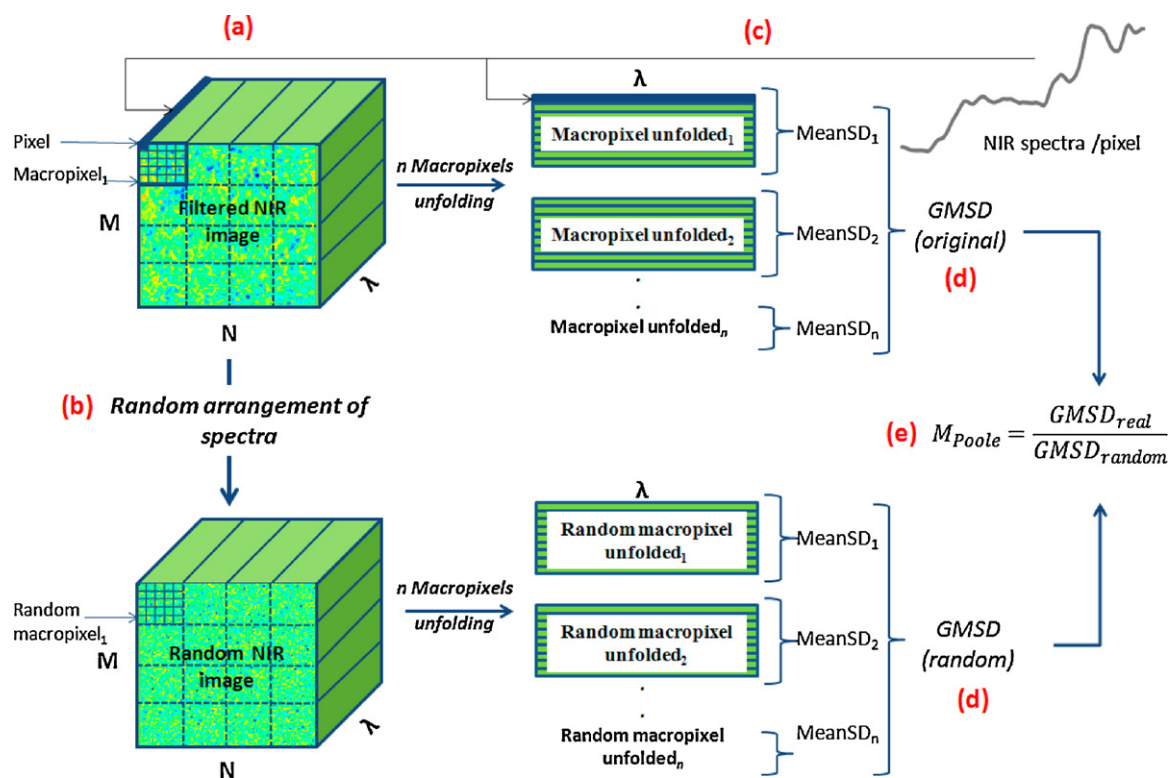 (a)
(c)
λ
Pixel
Macropixel1
M
Filtered NIR
image
λ
N
n Macropixels
unfolding
Macropixel unfolded1
MeanSD1
Macropixel unfolded2
MeanSD2
.
.
Macropixel unfoldedn
MeanSDn
NIR spectra /pixel
GMSD
(original)
(d)
(b) Random arrangement of
spectra
(e) MPoole = GMSDreal / GMSDrandom
Random
macropixel1
M
Random NIR
image
λ
N
n Macropixels
unfolding
λ
Random macropixel
unfolded1
MeanSD1
Random macropixel
unfolded2
MeanSD2
.
.
Random macropixel
unfoldedn
MeanSDn
GMSD
(random)
(d)